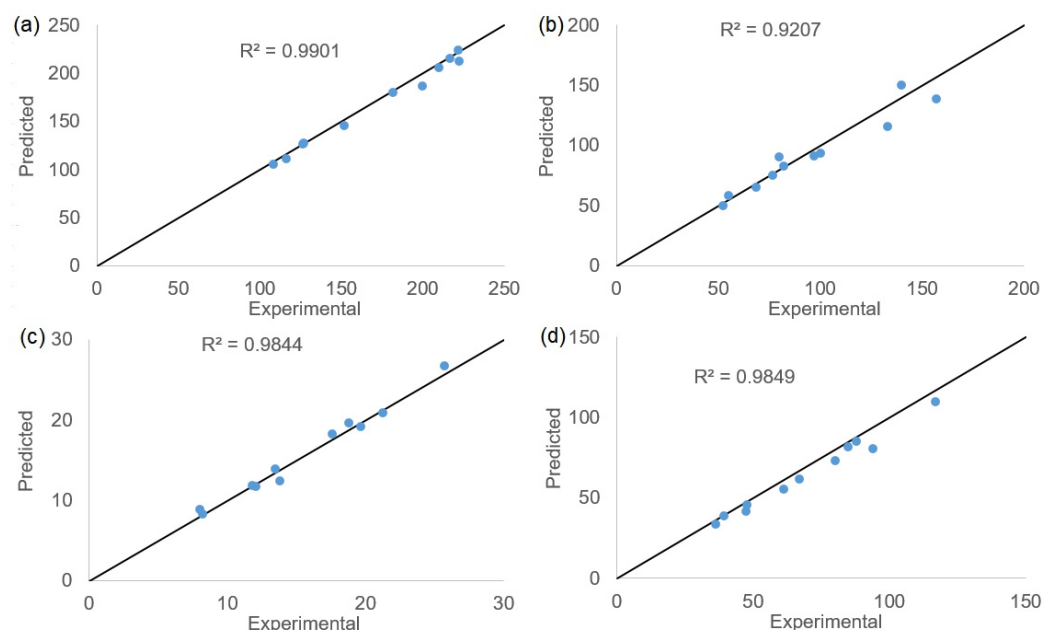 (a)
R² = 0.9901
Predicted
250
200
150
100
50
0
0 50 100 150 200 250
Experimental
(b)
R² = 0.9207
Predicted
200
150
100
50
0
0 50 100 150 200
Experimental
(c)
R² = 0.9844
Predicted
30
20
10
0
0 10 20 30
Experimental
(d)
R² = 0.9849
Predicted
150
100
50
0
0 50 100 150
Experimental